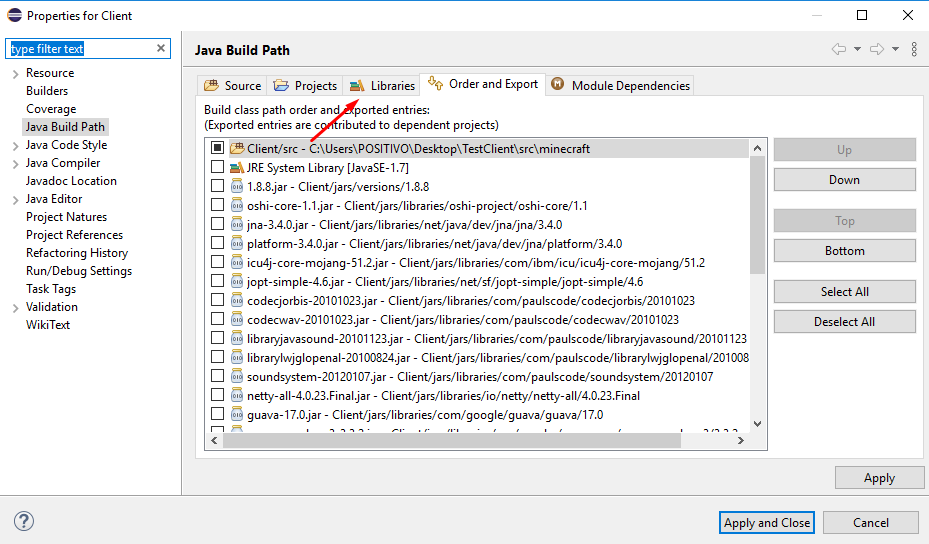 Properties for Client
type filter text
Resource
Builders
Coverage
Java Build Path
Java Code Style
Java Compiler
Javadoc Location
Java Editor
Project Natures
Project References
Refactoring History
Run/Debug Settings
Task Tags
Validation
WikiText
Java Build Path
Source Projects Libraries Order and Export Module Dependencies
Build class path order and exported entries:
(Exported entries are contributed to dependent projects)
Client/src - C:\Users\POSITIVO\Desktop\TestClient\src\minecraft
JRE System Library [JavaSE-1.7]
1.8.8.jar - Client/jars/versions/1.8.8
oshi-core-1.1.jar - Client/jars/libraries/oshi-project/oshi-core/1.1
jna-3.4.0.jar - Client/jars/libraries/net/java/dev/jna/jna/3.4.0
platform-3.4.0.jar - Client/jars/libraries/net/java/dev/jna/platform/3.4.0
icu4j-core-mojang-51.2.jar - Client/jars/libraries/com/ibm/icu/icu4j-core-mojang/51.2
jopt-simple-4.6.jar - Client/jars/libraries/net/sf/jopt-simple/jopt-simple/4.6
codecjorbis-20101023.jar - Client/jars/libraries/com/paulscode/codecjorbis/20101023
codecwav-20101023.jar - Client/jars/libraries/com/paulscode/codecwav/20101023
libraryjavasound-20101123.jar - Client/jars/libraries/com/paulscode/libraryjavasound/20101123
librarylwjglopenal-20100824.jar - Client/jars/libraries/com/paulscode/librarylwjglopenal/201008
soundsystem-20120107.jar - Client/jars/libraries/com/paulscode/soundsystem/20120107
netty-all-4.0.23.Final.jar - Client/jars/libraries/io/netty/netty-all/4.0.23.Final
guava-17.0.jar - Client/jars/libraries/com/google/guava/guava/17.0
Up
Down
Top
Bottom
Select All
Deselect All
Apply
?
Apply and Close
Cancel